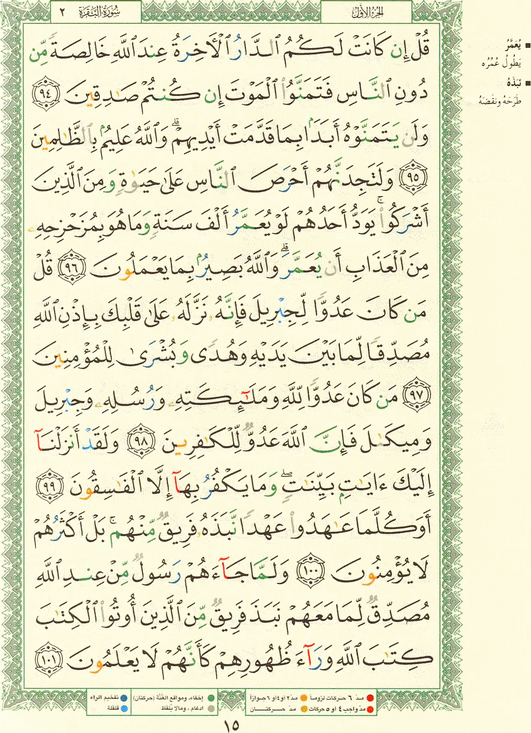 الجزء الأول
سورة البقرة ٢
قُلْ إِن كَانَتْ لَكُمُ ٱلدَّارُ ٱلْأَخِرَةُ عِندَ ٱللَّهِ خَالِصَةً مِّن
دُونِ ٱلنَّاسِ فَتَمَنَّوُا۟ ٱلْمَوْتَ إِن كُنتُمْ صَٰدِقِينَ ٩٤
وَلَن يَتَمَنَّوْهُ أَبَدًۢا بِمَا قَدَّمَتْ أَيْدِيهِمْ ۗ وَٱللَّهُ عَلِيمٌۢ بِٱلظَّٰلِمِينَ
٩٥ وَلَتَجِدَنَّهُمْ أَحْرَصَ ٱلنَّاسِ عَلَىٰ حَيَوٰةٍ وَمِنَ ٱلَّذِينَ
أَشْرَكُوا۟ ۚ يَوَدُّ أَحَدُهُمْ لَوْ يُعَمَّرُ أَلْفَ سَنَةٍ وَمَا هُوَ بِمُزَحْزِحِهِۦ
مِنَ ٱلْعَذَابِ أَن يُعَمَّرَ ۗ وَٱللَّهُ بَصِيرٌۢ بِمَا يَعْمَلُونَ ٩٦ قُلْ
مَن كَانَ عَدُوًّا لِّجِبْرِيلَ فَإِنَّهُۥ نَزَّلَهُۥ عَلَىٰ قَلْبِكَ بِإِذْنِ ٱللَّهِ
مُصَدِّقًا لِّمَا بَيْنَ يَدَيْهِ وَهُدًى وَبُشْرَىٰ لِلْمُؤْمِنِينَ
٩٧ مَن كَانَ عَدُوًّا لِّلَّهِ وَمَلَٰٓئِكَتِهِۦ وَرُسُلِهِۦ وَجِبْرِيلَ
وَمِيكَىٰلَ فَإِنَّ ٱللَّهَ عَدُوٌّ لِّلْكَٰفِرِينَ ٩٨ وَلَقَدْ أَنزَلْنَآ
إِلَيْكَ ءَايَٰتٍۭ بَيِّنَٰتٍ ۖ وَمَا يَكْفُرُ بِهَآ إِلَّا ٱلْفَٰسِقُونَ ٩٩
أَوَكُلَّمَا عَٰهَدُوا۟ عَهْدًا نَّبَذَهُۥ فَرِيقٌ مِّنْهُم ۚ بَلْ أَكْثَرُهُمْ
لَا يُؤْمِنُونَ ١٠٠ وَلَمَّا جَآءَهُمْ رَسُولٌ مِّنْ عِندِ ٱللَّهِ
مُصَدِّقٌ لِّمَا مَعَهُمْ نَبَذَ فَرِيقٌ مِّنَ ٱلَّذِينَ أُوتُوا۟ ٱلْكِتَٰبَ
كِتَٰبَ ٱللَّهِ وَرَآءَ ظُهُورِهِمْ كَأَنَّهُمْ لَا يَعْلَمُونَ ١٠١
يُعَمَّرُ
يَطُولُ عُمُرُه
نَبَذَهُ
طَرَحَهُ ونقَضَهُ
مد ٦ حركات لزوماً
مد ٢ أو ٤ أو ٦ جوازاً
إخفاء، ومواقع الغنة (حركتان)
تفخيم الراء
مد واجب ٤ أو ٥ حركات
مد حركتان
إدغام، وما لا يلفظ
قلقلة
١٥